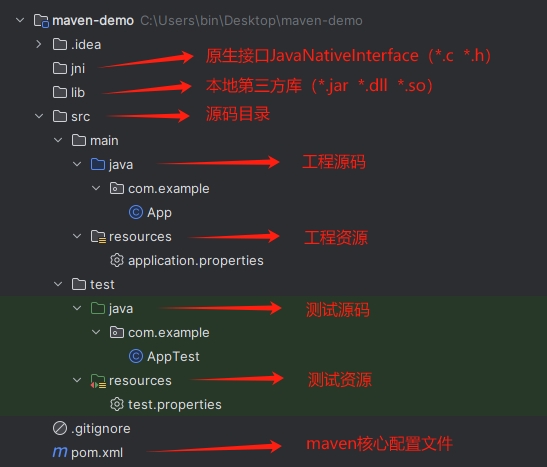 maven-demo C:\Users\bin\Desktop\maven-demo
.idea
jni 原生接口JavaNativeInterface（*.c *.h）
lib 本地第三方库（*.jar *.dll *.so）
src 源码目录
main
java 工程源码
com.example
App
resources 工程资源
application.properties
test
java 测试源码
com.example
AppTest
resources 测试资源
test.properties
.gitignore
pom.xml maven核心配置文件